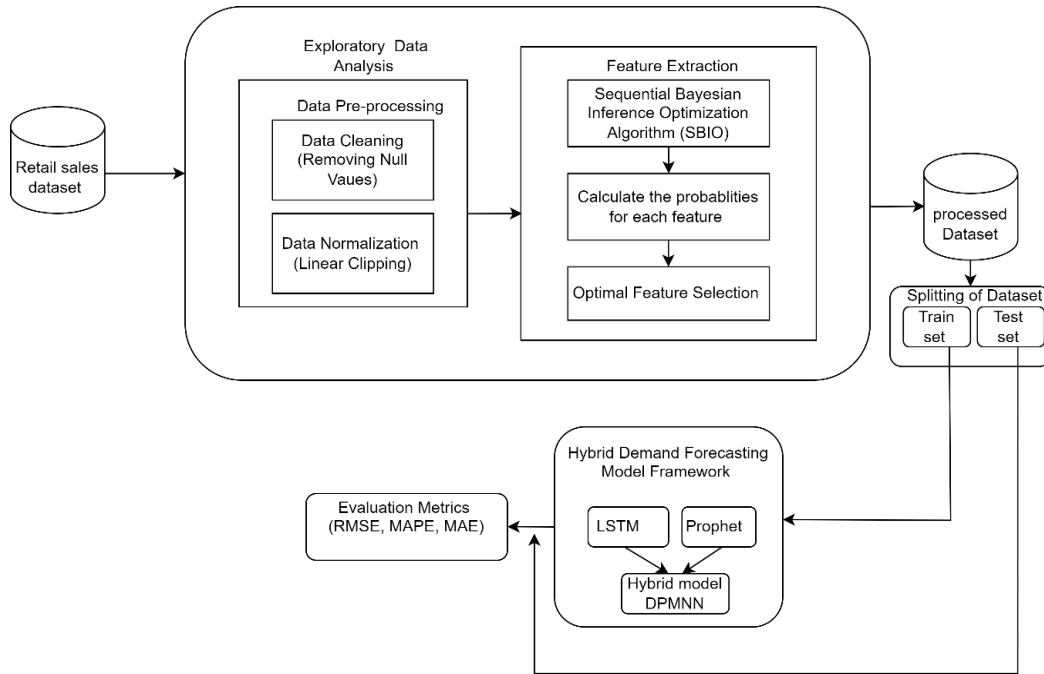 Retail sales
dataset
Exploratory Data
Analysis
Data Pre-processing
Data Cleaning
(Removing Null
Vaues)
Data Normalization
(Linear Clipping)
Feature Extraction
Sequential Bayesian
Inference Optimization
Algorithm (SBIO)
Calculate the probablities
for each feature
Optimal Feature Selection
processed
Dataset
Splitting of Dataset
Train
set
Test
set
Hybrid Demand Forecasting
Model Framework
LSTM
Prophet
Hybrid model
DPMNN
Evaluation Metrics
(RMSE, MAPE, MAE)